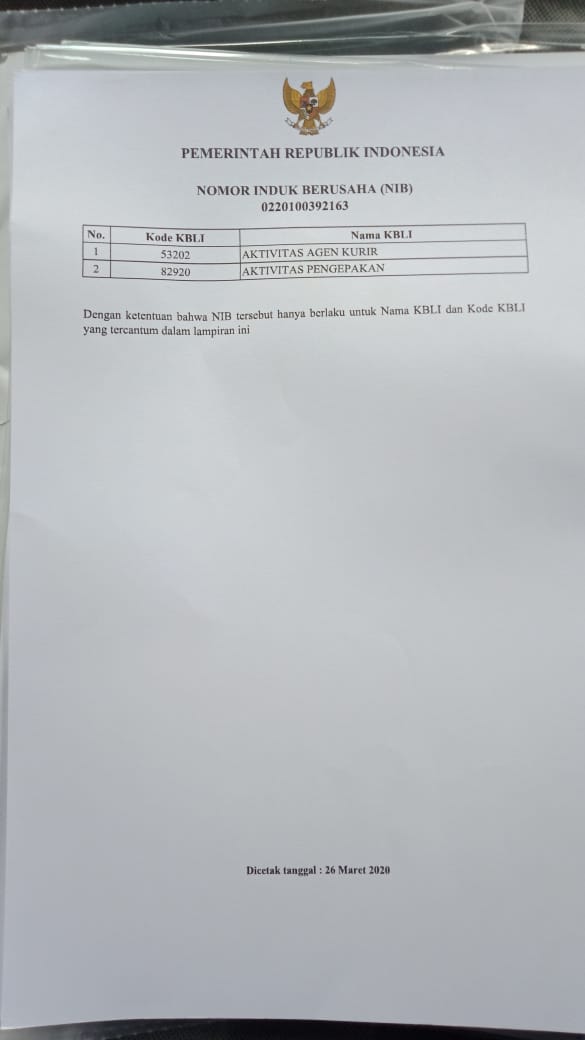 PEMERINTAH REPUBLIK INDONESIA
NOMOR INDUK BERUSAHA (NIB)
0220100392163
No. Kode KBLI Nama KBLI
1 53202 AKTIVITAS AGEN KURIR
2 82920 AKTIVITAS PENGEPAKAN
Dengan ketentuan bahwa NIB tersebut hanya berlaku untuk Nama KBLI dan Kode KBLI
yang tercantum dalam lampiran ini
Dicetak tanggal : 26 Maret 2020